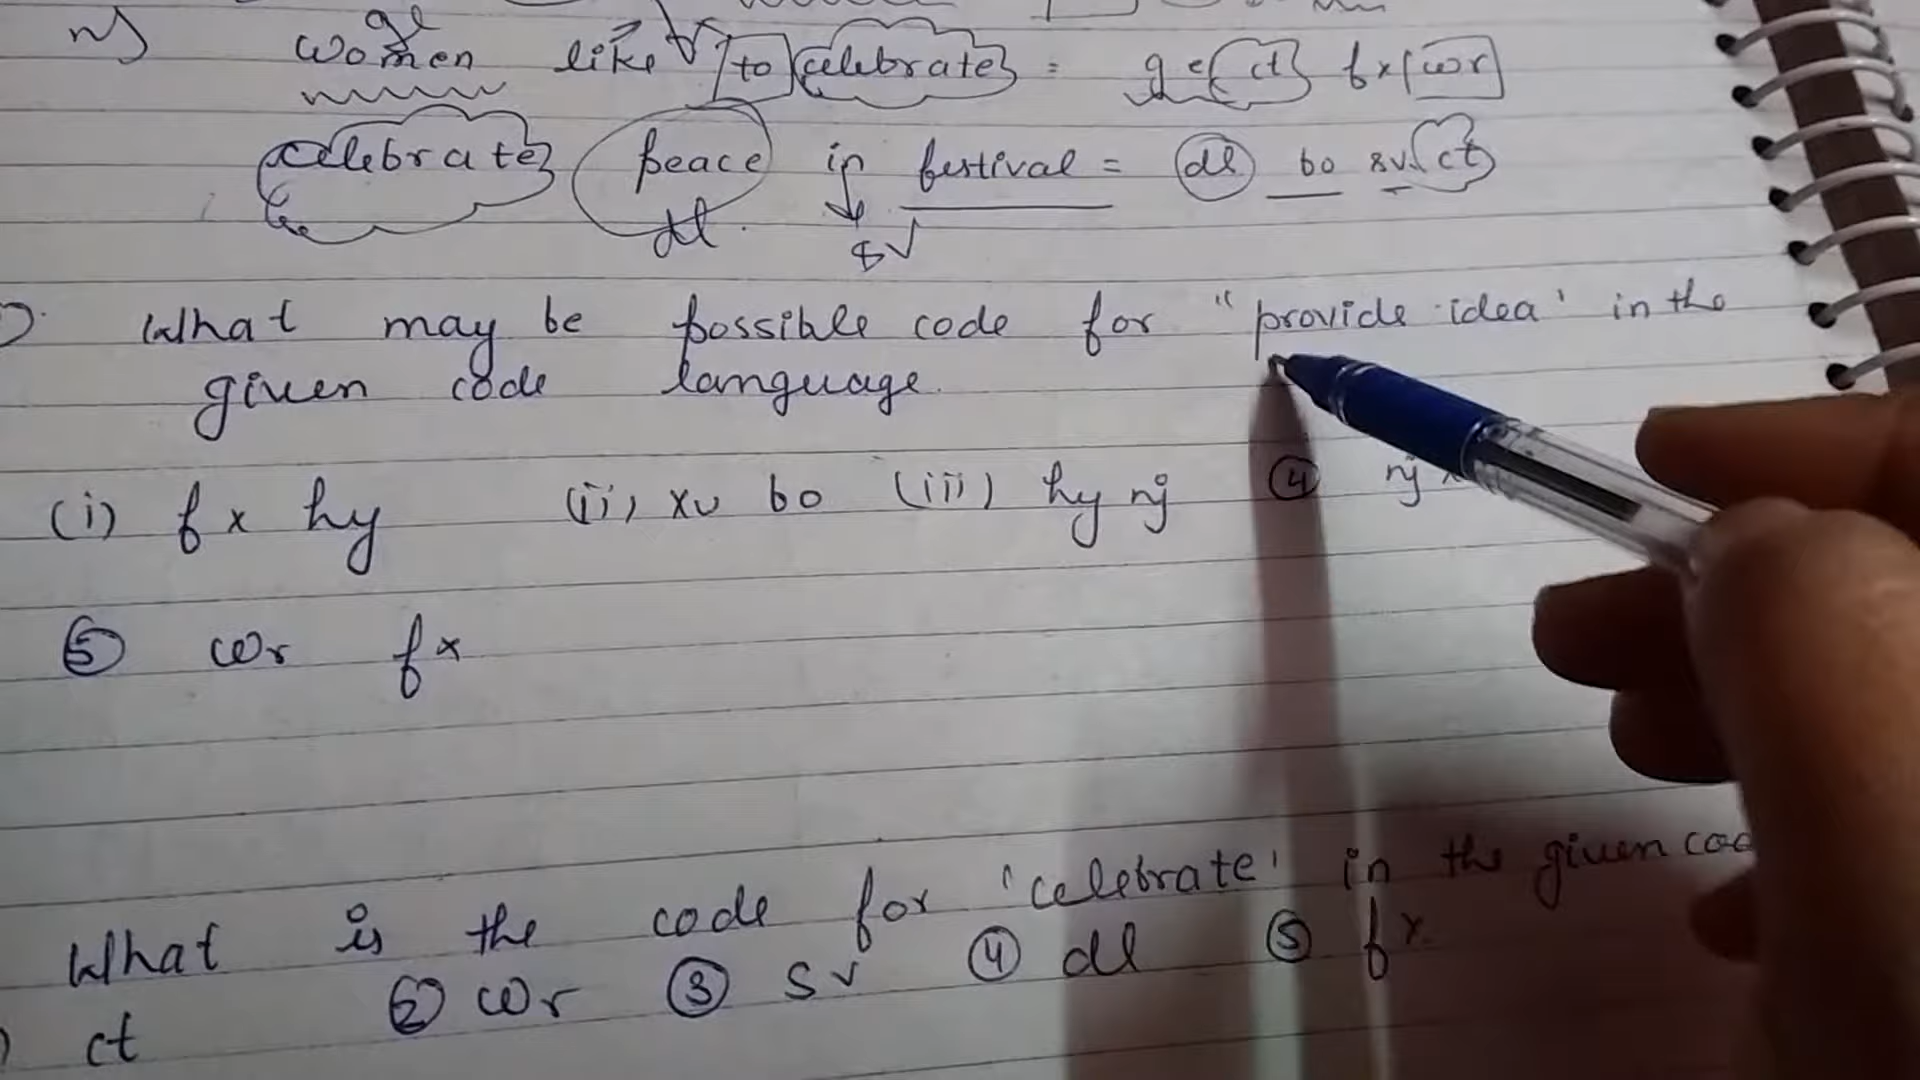 ge
women like to celebrate = ge ct fx wr
celebrate peace in festival = dl bo sv ct
dl sv
What may be possible code for "provide idea' in the
given code language.
(i) fx hy (ii) xv bo (iii) hy nj (4) nj
(5) wr fx
What is the code for 'celebrate' in the given
ct (2) wr (3) sv (4) dl (5) fx